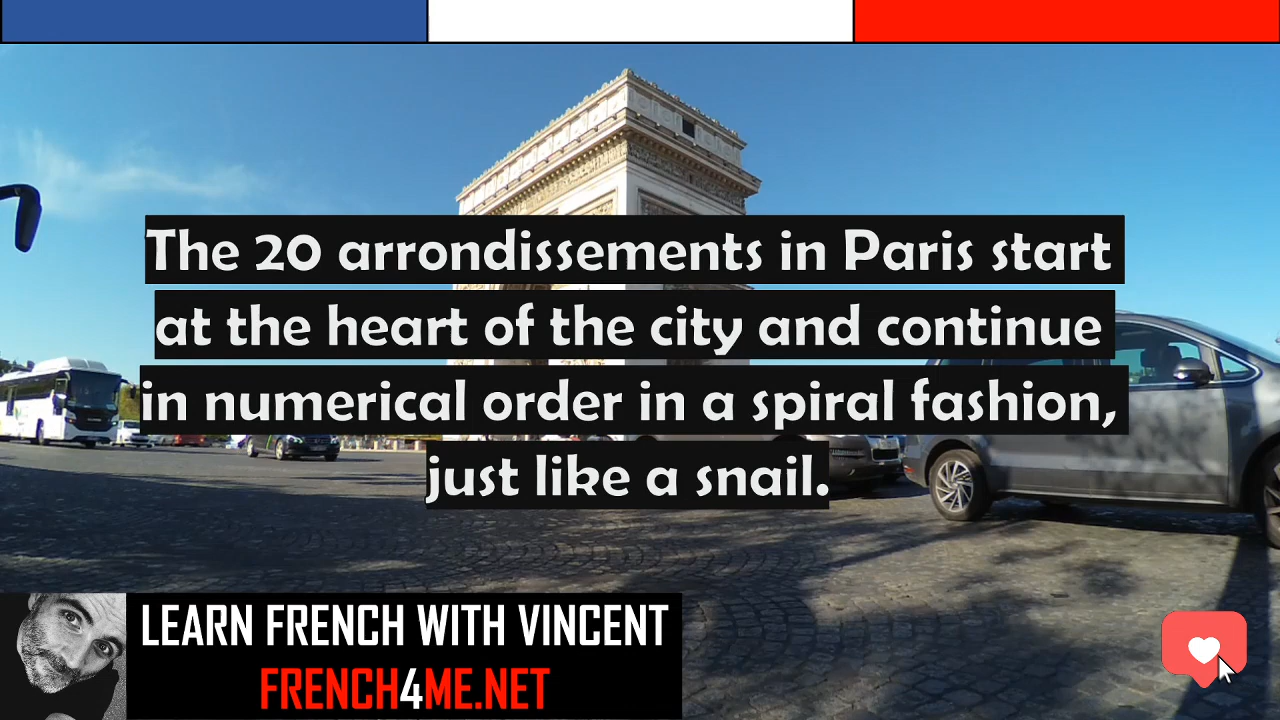 The 20 arrondissements in Paris start
at the heart of the city and continue
in numerical order in a spiral fashion,
just like a snail.
LEARN FRENCH WITH VINCENT
FRENCH4ME.NET